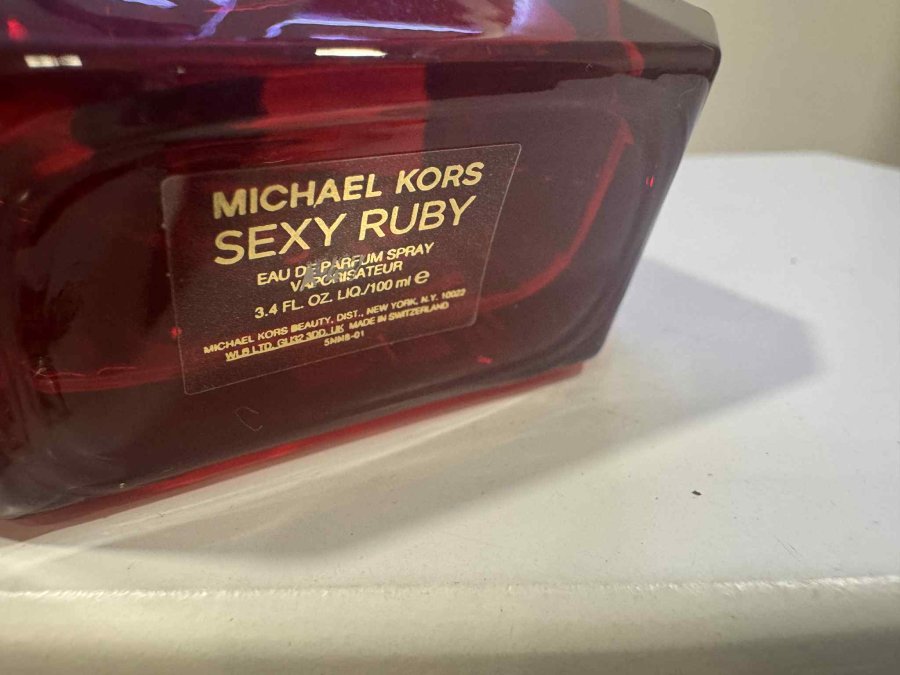 MICHAEL KORS
SEXY RUBY
EAU DE PARFUM SPRAY
VAPORISATEUR
3.4 FL. OZ. LIQ./100 ml e
MICHAEL KORS BEAUTY, DIST., NEW YORK, N.Y. 10022
WLB LTD. GU32 3DD. UK MADE IN SWITZERLAND
5NN8-01